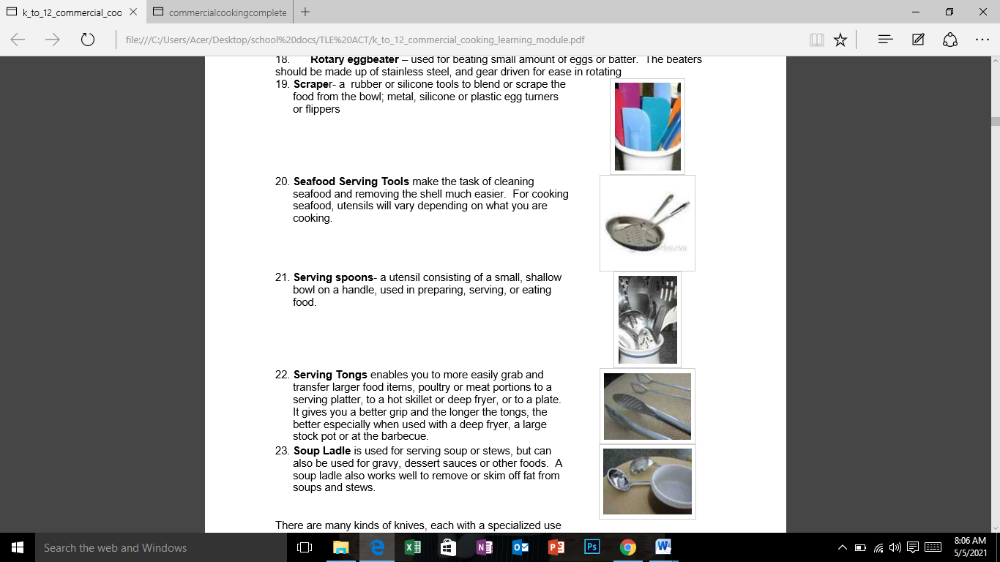 k_to_12_commercial_coo
commercialcookingcomplete
file:///C:/Users/Acer/Desktop/school%20docs/TLE%20ACT/k_to_12_commercial_cooking_learning_module.pdf
18. Rotary eggbeater – used for beating small amount of eggs or batter. The beaters
should be made up of stainless steel, and gear driven for ease in rotating
19. Scraper- a rubber or silicone tools to blend or scrape the
food from the bowl; metal, silicone or plastic egg turners
or flippers
20. Seafood Serving Tools make the task of cleaning
seafood and removing the shell much easier. For cooking
seafood, utensils will vary depending on what you are
cooking.
21. Serving spoons- a utensil consisting of a small, shallow
bowl on a handle, used in preparing, serving, or eating
food.
22. Serving Tongs enables you to more easily grab and
transfer larger food items, poultry or meat portions to a
serving platter, to a hot skillet or deep fryer, or to a plate.
It gives you a better grip and the longer the tongs, the
better especially when used with a deep fryer, a large
stock pot or at the barbecue.
23. Soup Ladle is used for serving soup or stews, but can
also be used for gravy, dessert sauces or other foods. A
soup ladle also works well to remove or skim off fat from
soups and stews.
There are many kinds of knives, each with a specialized use
Search the web and Windows
8:06 AM
5/5/2021